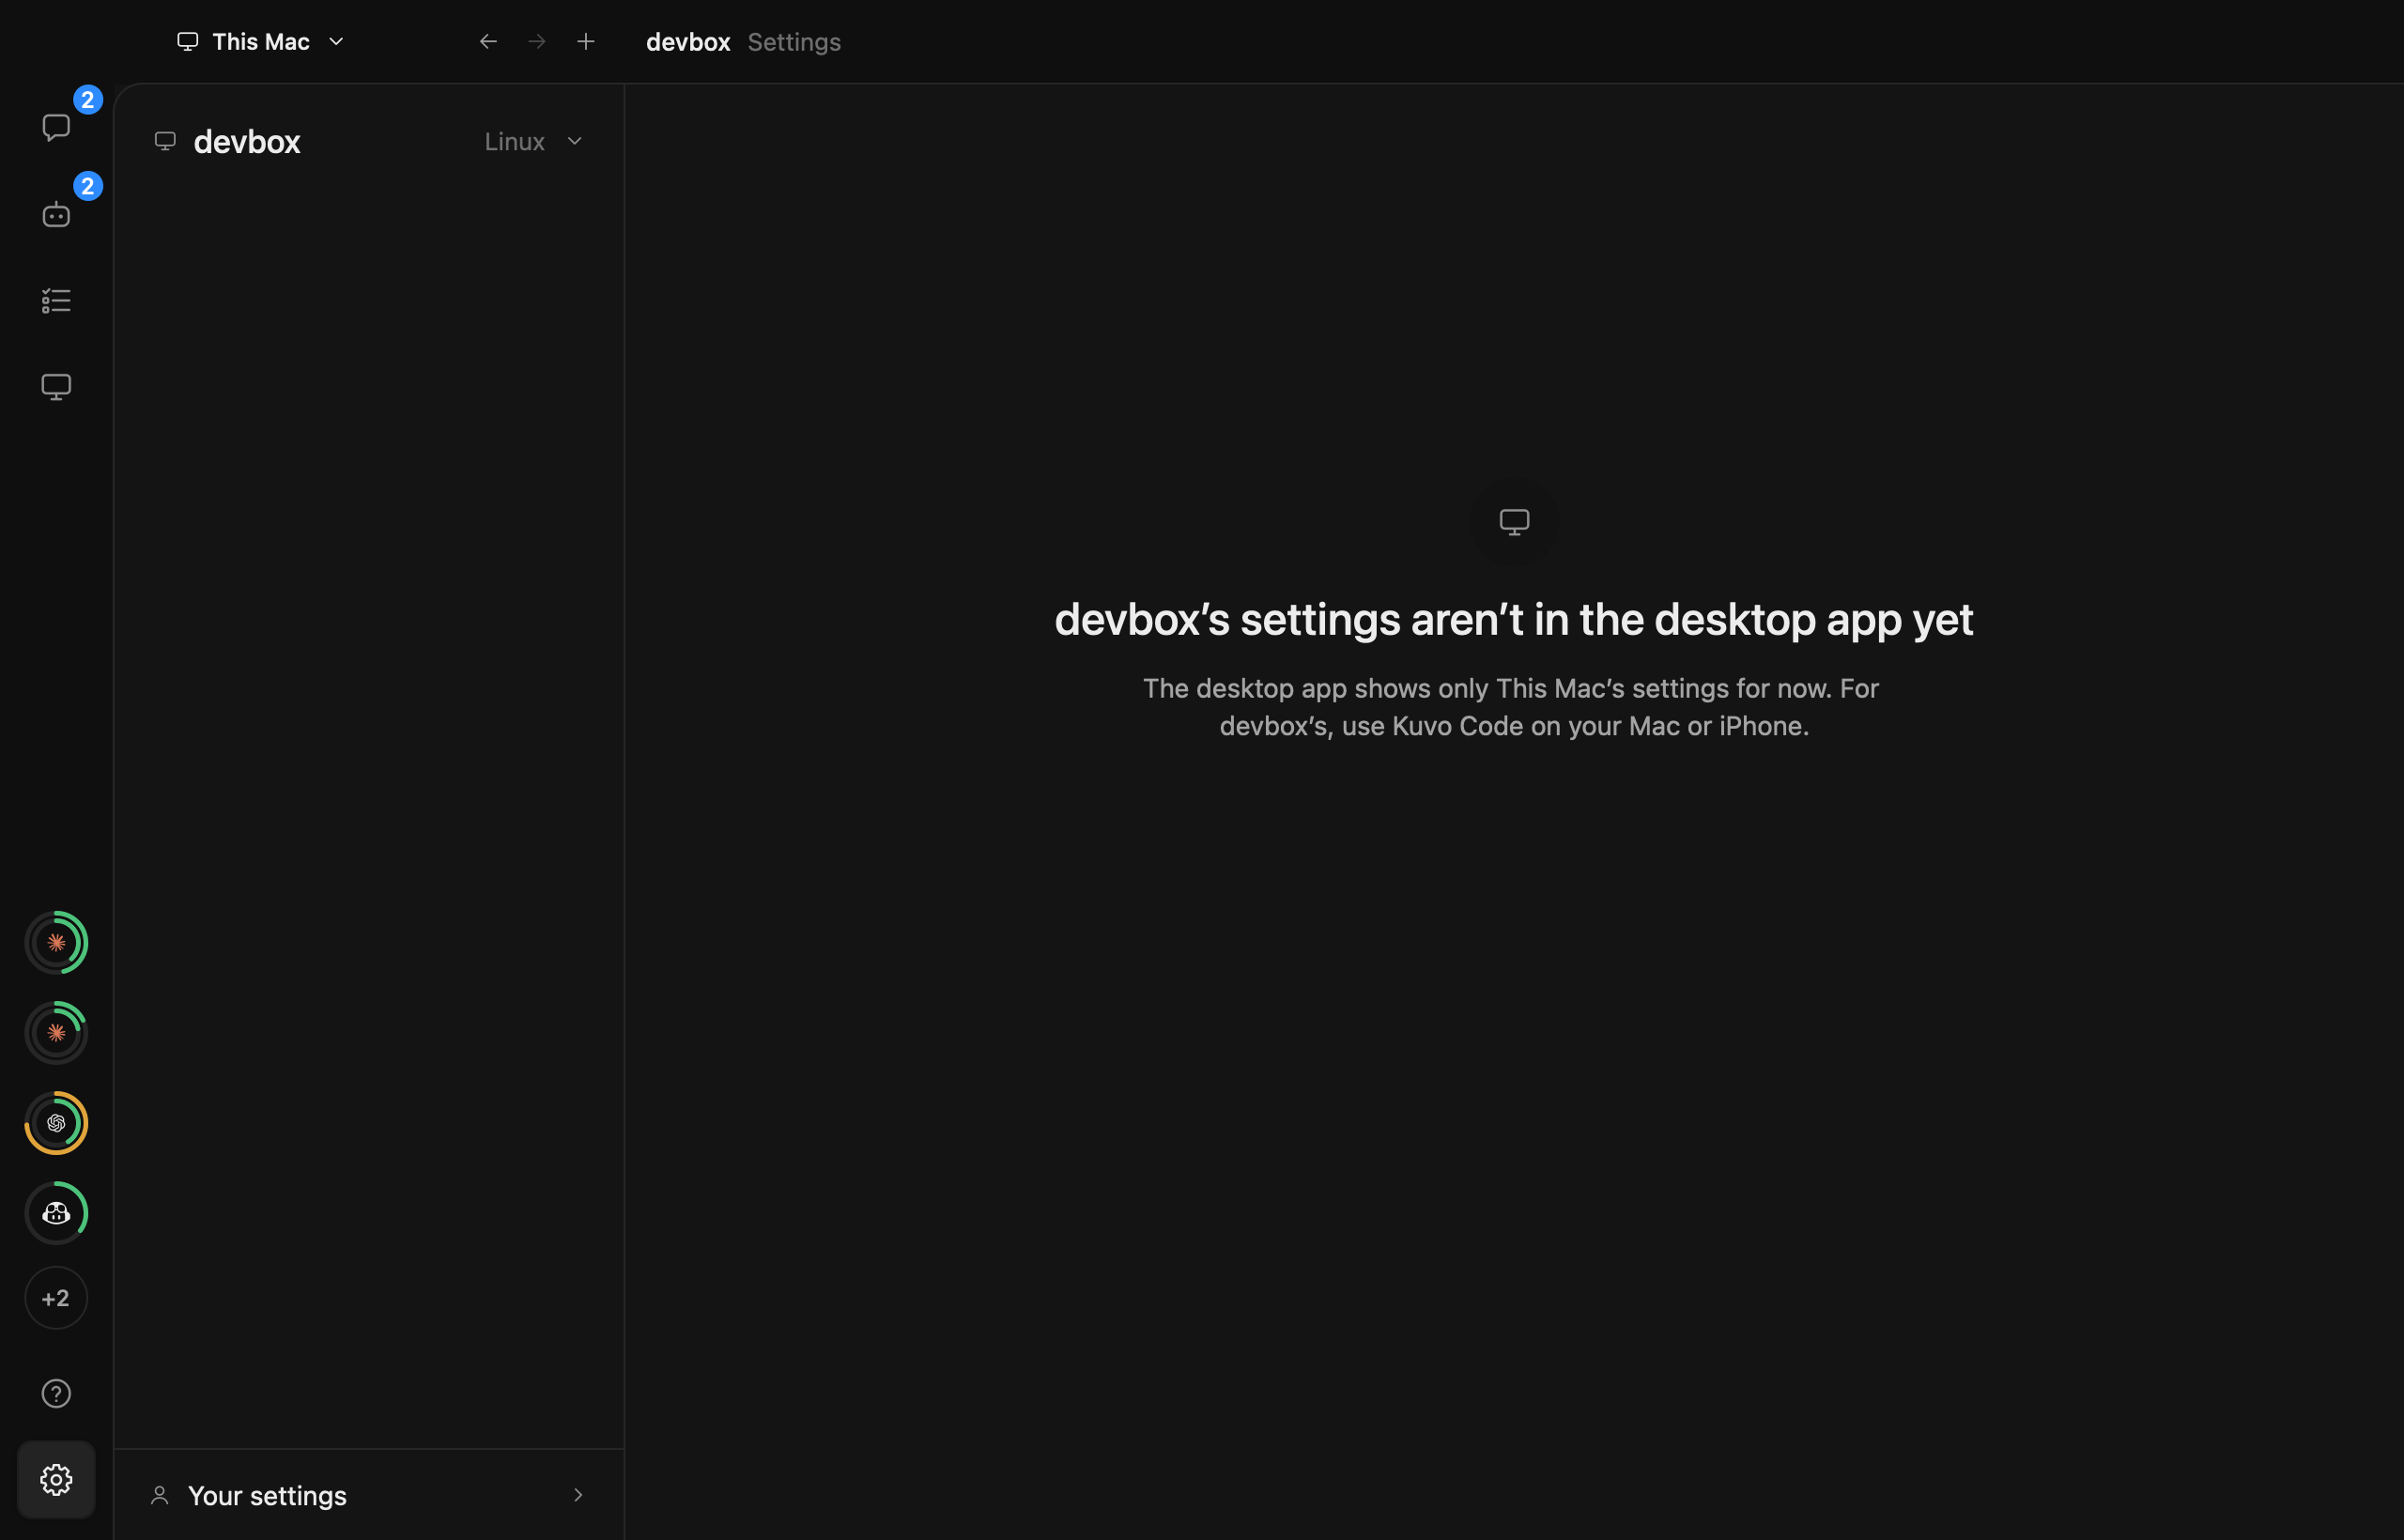 This Mac
devbox Settings
2
devbox Linux
2
devbox’s settings aren’t in the desktop app yet
The desktop app shows only This Mac’s settings for now. For
devbox’s, use Kuvo Code on your Mac or iPhone.
+2
?
Your settings